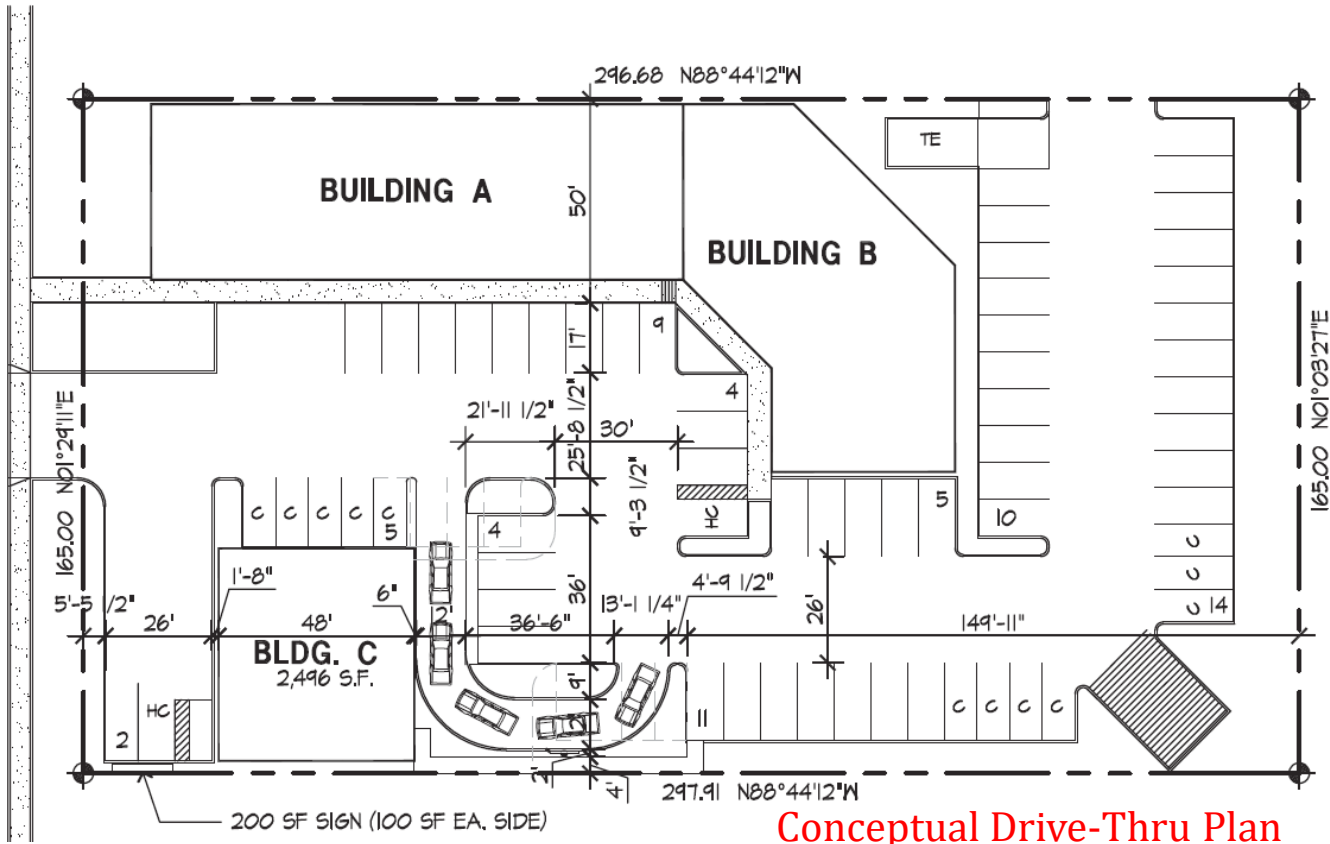 296.68 N88°44'12"W
TE
BUILDING A
50'
BUILDING B
9
17'
165.00 N01°03'27"E
165.00 N01°29'11"E
4
21'-11 1/2"
25'-8 1/2"
30'
9'-3 1/2"
HC
5
10
C C C C C
5
4
C
C
C 14
1'-8"
6"
36'
13'-1 1/4"
4'-9 1/2"
26'
5'-5 1/2"
26'
48'
2'
36'-6"
149'-11"
BLDG. C
2,496 S.F.
9'
HC
2
2'
11
C C C C
2'
4'
297.91 N88°44'12"W
200 SF SIGN (100 SF EA. SIDE)
Conceptual Drive-Thru Plan